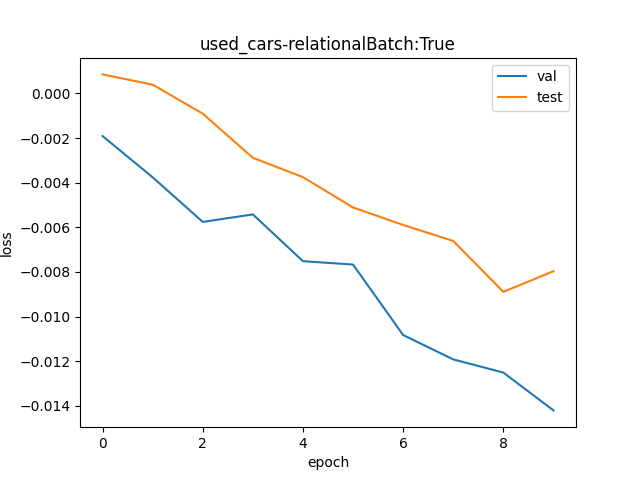 used_cars-relationalBatch:True
val
test
0.000
−0.002
−0.004
−0.006
−0.008
−0.010
−0.012
−0.014
loss
0 2 4 6 8
epoch